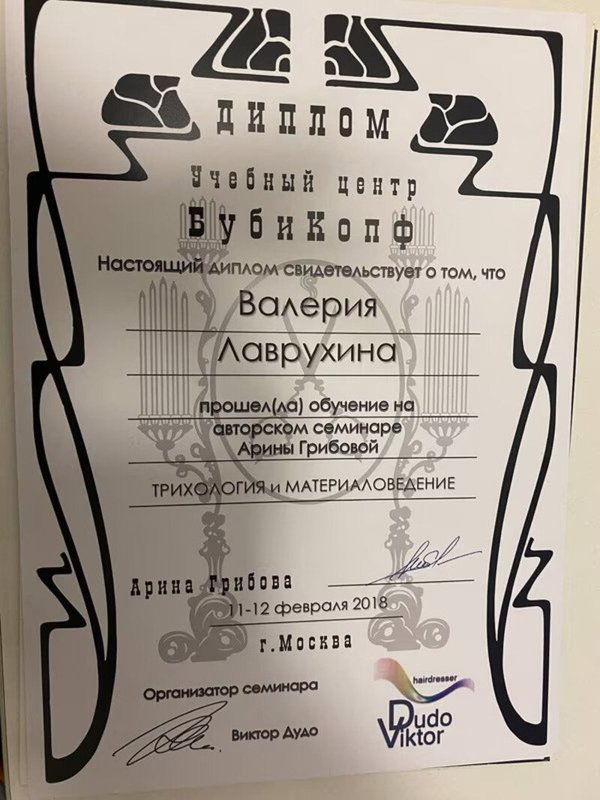 ДИПЛОМ
Учебный центр
БубиКопф
Настоящий диплом свидетельствует о том, что
Валерия
Лаврухина
прошел(ла) обучение на
авторском семинаре
Арины Грибовой
ТРИХОЛОГИЯ и МАТЕРИАЛОВЕДЕНИЕ
Арина Грибова
11-12 февраля 2018
г.Москва
Организатор семинара
Виктор Дудо
hairdresser
Dudo
Viktor